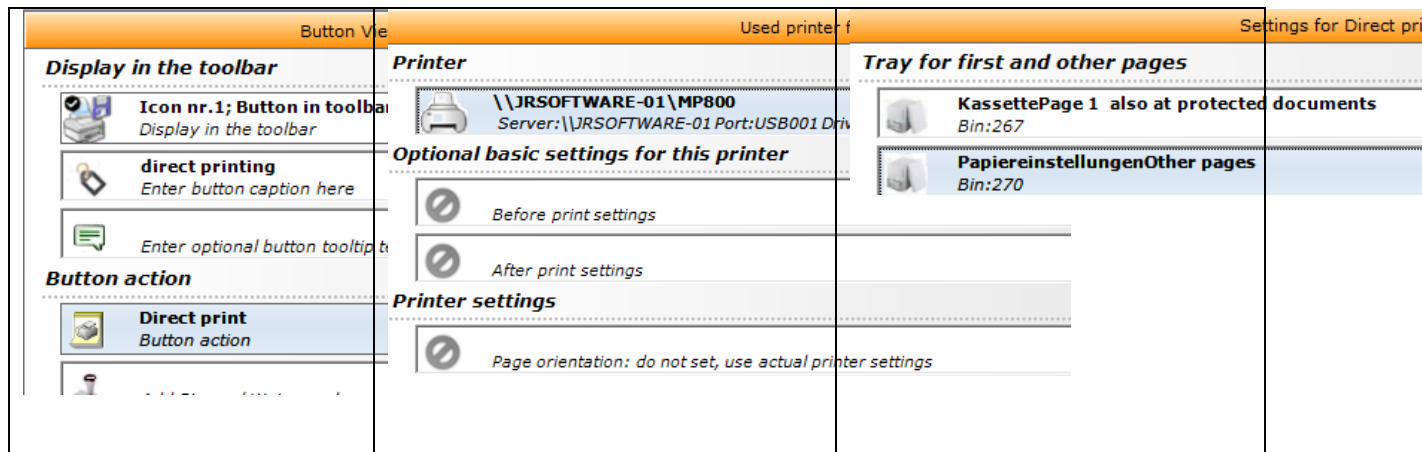 Button Vie
Display in the toolbar
Icon nr.1; Button in toolbar
Display in the toolbar
direct printing
Enter button caption here
Enter optional button tooltip te
Button action
Direct print
Button action
Used printer f
Printer
\\JRSOFTWARE-01\MP800
Server:\\JRSOFTWARE-01 Port:USB001 Driv
Optional basic settings for this printer
Before print settings
After print settings
Printer settings
Page orientation: do not set, use actual printer settings
Settings for Direct pri
Tray for first and other pages
KassettePage 1 also at protected documents
Bin:267
PapiereinstellungenOther pages
Bin:270